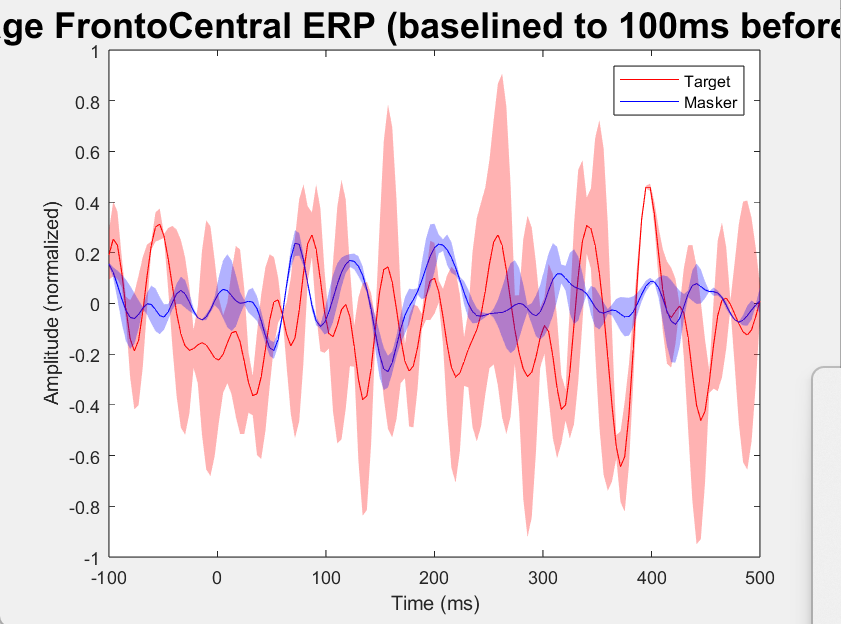 ge FrontoCentral ERP (baselined to 100ms before
1
0.8
0.6
0.4
0.2
0
-0.2
-0.4
-0.6
-0.8
-1
Amplitude (normalized)
Target
Masker
-100 0 100 200 300 400 500
Time (ms)